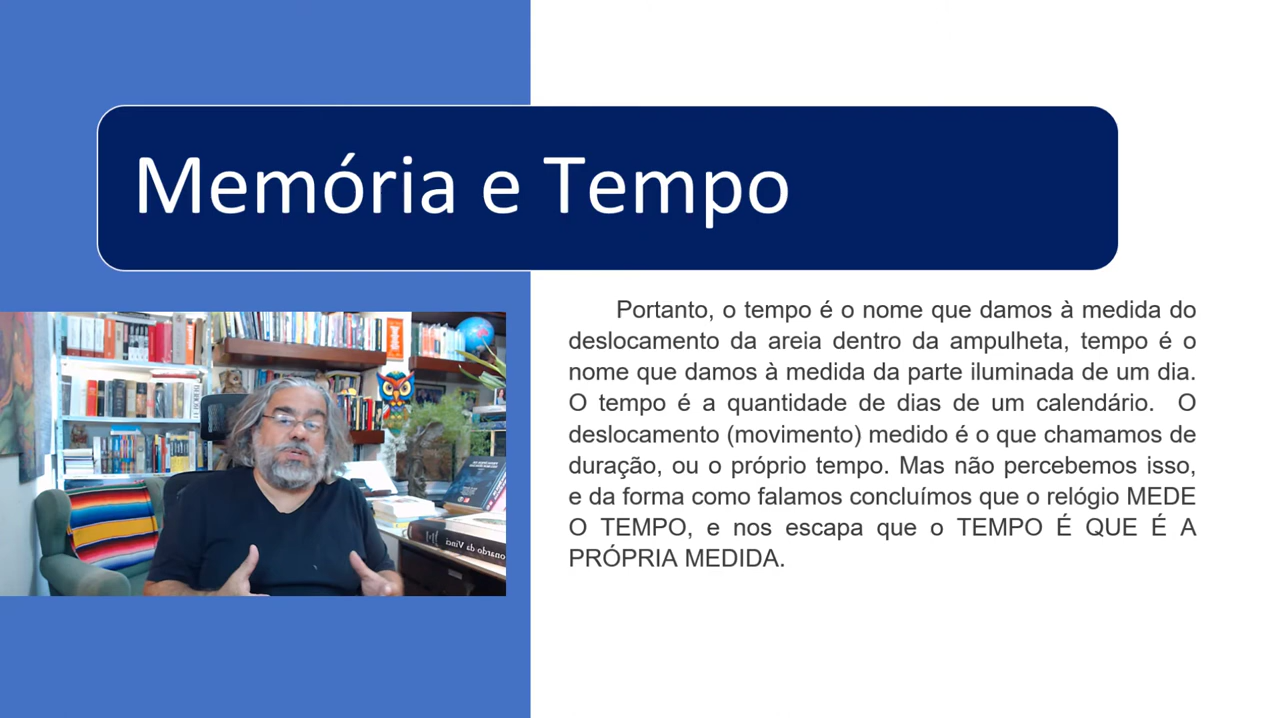 Memória e Tempo
Portanto, o tempo é o nome que damos à medida do
deslocamento da areia dentro da ampulheta, tempo é o
nome que damos à medida da parte iluminada de um dia.
O tempo é a quantidade de dias de um calendário. O
deslocamento (movimento) medido é o que chamamos de
duração, ou o próprio tempo. Mas não percebemos isso,
e da forma como falamos concluímos que o relógio MEDE
O TEMPO, e nos escapa que o TEMPO É QUE É A
PRÓPRIA MEDIDA.
onardo da Vinci